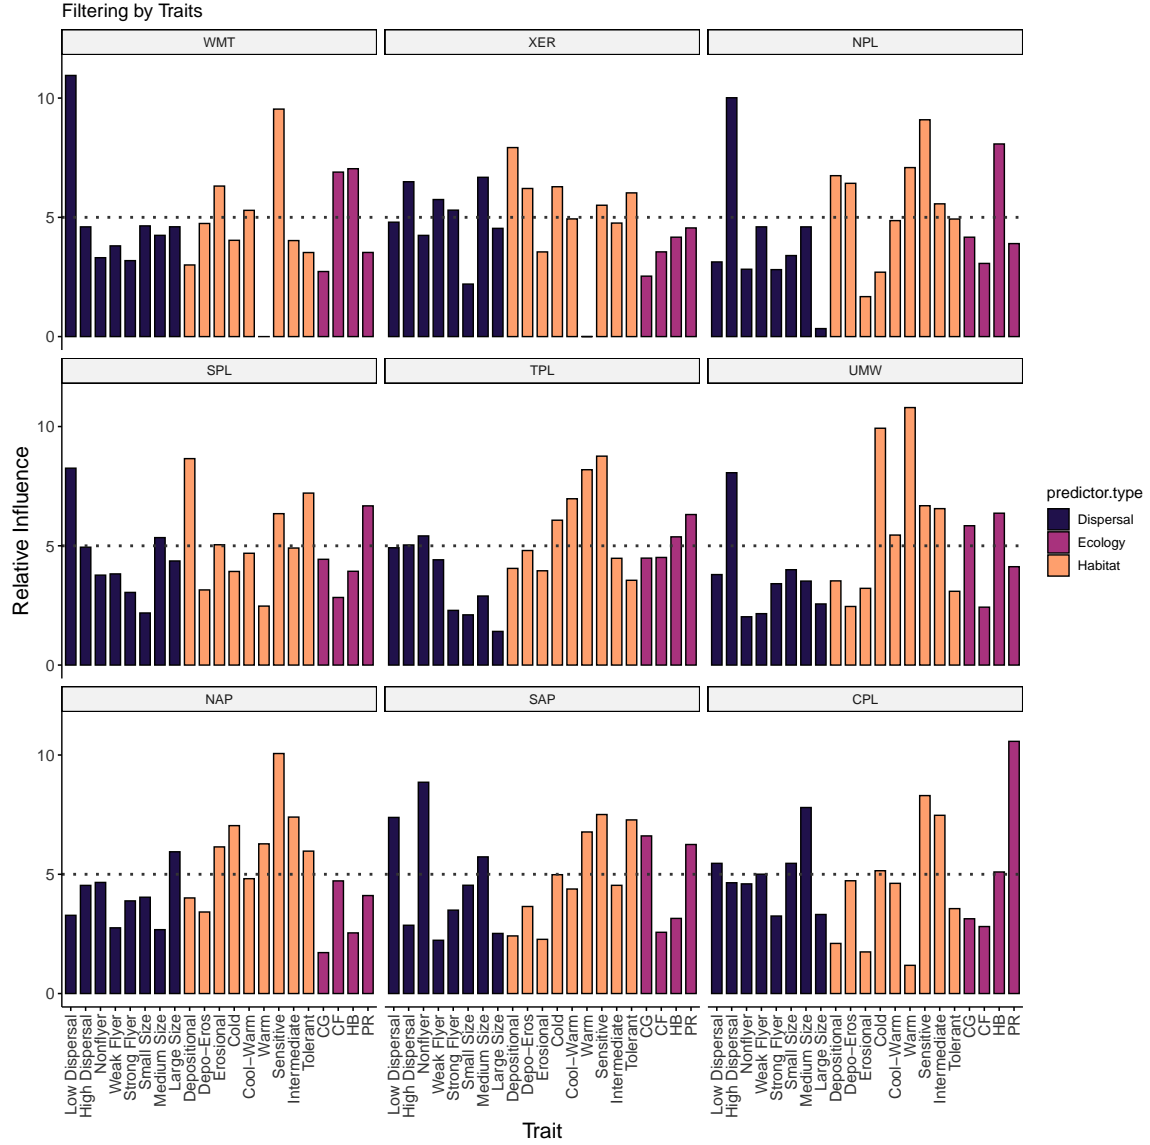 Filtering by Traits
WMT
XER
NPL
10
5
0
SPL
TPL
UMW
10
5
0
NAP
SAP
CPL
10
5
0
Relative Influence
Low Dispersal
High Dispersal
Nonflyer
Weak Flyer
Strong Flyer
Small Size
Medium Size
Large Size
Depositional
Depo−Eros
Erosional
Cold
Cool−Warm
Warm
Sensitive
Intermediate
Tolerant
CG
CF
HB
PR
Low Dispersal
High Dispersal
Nonflyer
Weak Flyer
Strong Flyer
Small Size
Medium Size
Large Size
Depositional
Depo−Eros
Erosional
Cold
Cool−Warm
Warm
Sensitive
Intermediate
Tolerant
CG
CF
HB
PR
Low Dispersal
High Dispersal
Nonflyer
Weak Flyer
Strong Flyer
Small Size
Medium Size
Large Size
Depositional
Depo−Eros
Erosional
Cold
Cool−Warm
Warm
Sensitive
Intermediate
Tolerant
CG
CF
HB
PR
Trait
predictor.type
Dispersal
Ecology
Habitat